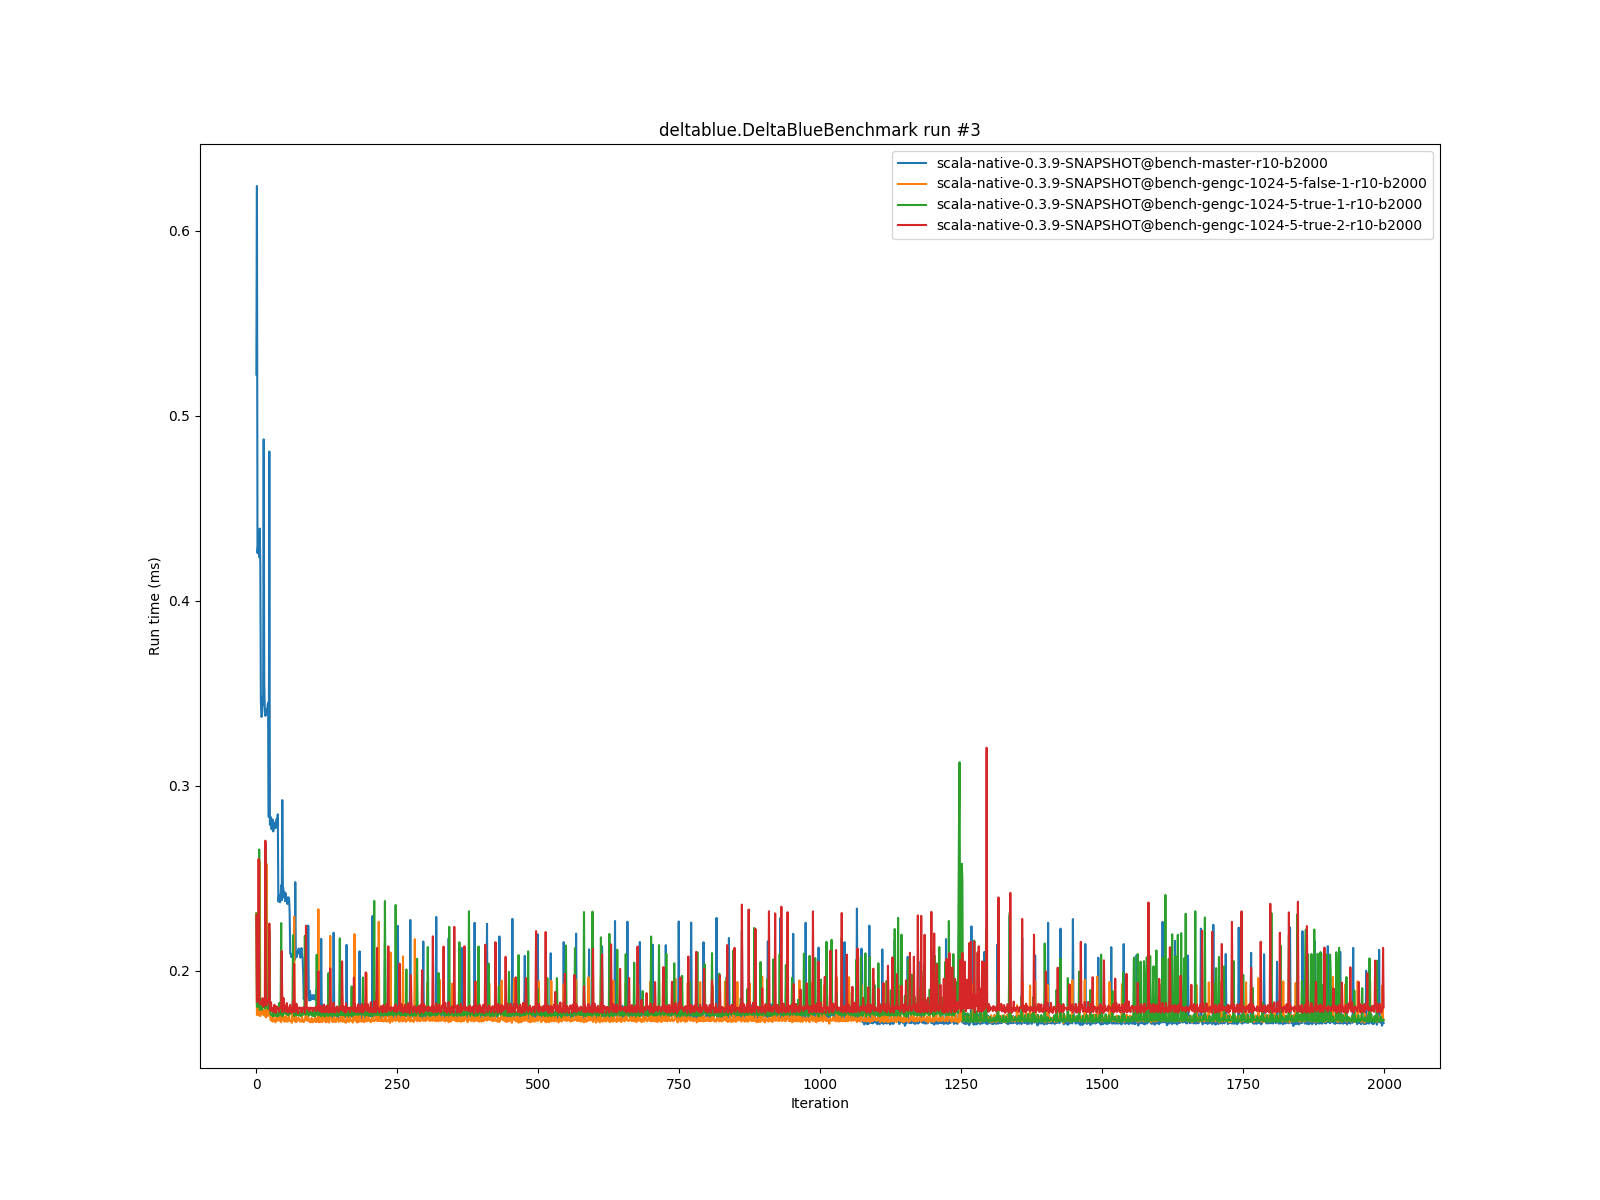 deltablue.DeltaBlueBenchmark run #3
scala-native-0.3.9-SNAPSHOT@bench-master-r10-b2000
scala-native-0.3.9-SNAPSHOT@bench-gengc-1024-5-false-1-r10-b2000
scala-native-0.3.9-SNAPSHOT@bench-gengc-1024-5-true-1-r10-b2000
scala-native-0.3.9-SNAPSHOT@bench-gengc-1024-5-true-2-r10-b2000
Run time (ms)
0.6
0.5
0.4
0.3
0.2
0 250 500 750 1000 1250 1500 1750 2000
Iteration